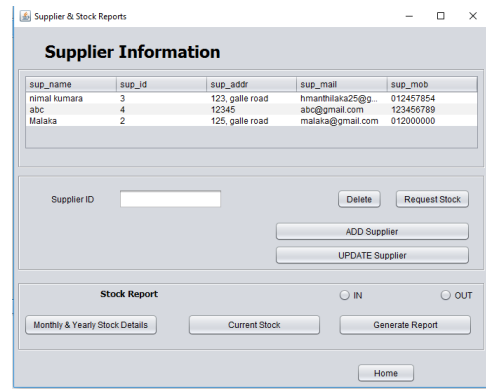 Supplier & Stock Reports
Supplier Information
sup_name sup_id sup_addr sup_mail sup_mob
nimal kumara 3 123, galle road hmanthilaka25@g... 012457854
abc 4 12345 abc@gmail.com 123456789
Malaka 2 125, galle road malaka@gmail.com 012000000
Supplier ID Delete Request Stock
ADD Supplier
UPDATE Supplier
Stock Report IN OUT
Monthly & Yearly Stock Details Current Stock Generate Report
Home